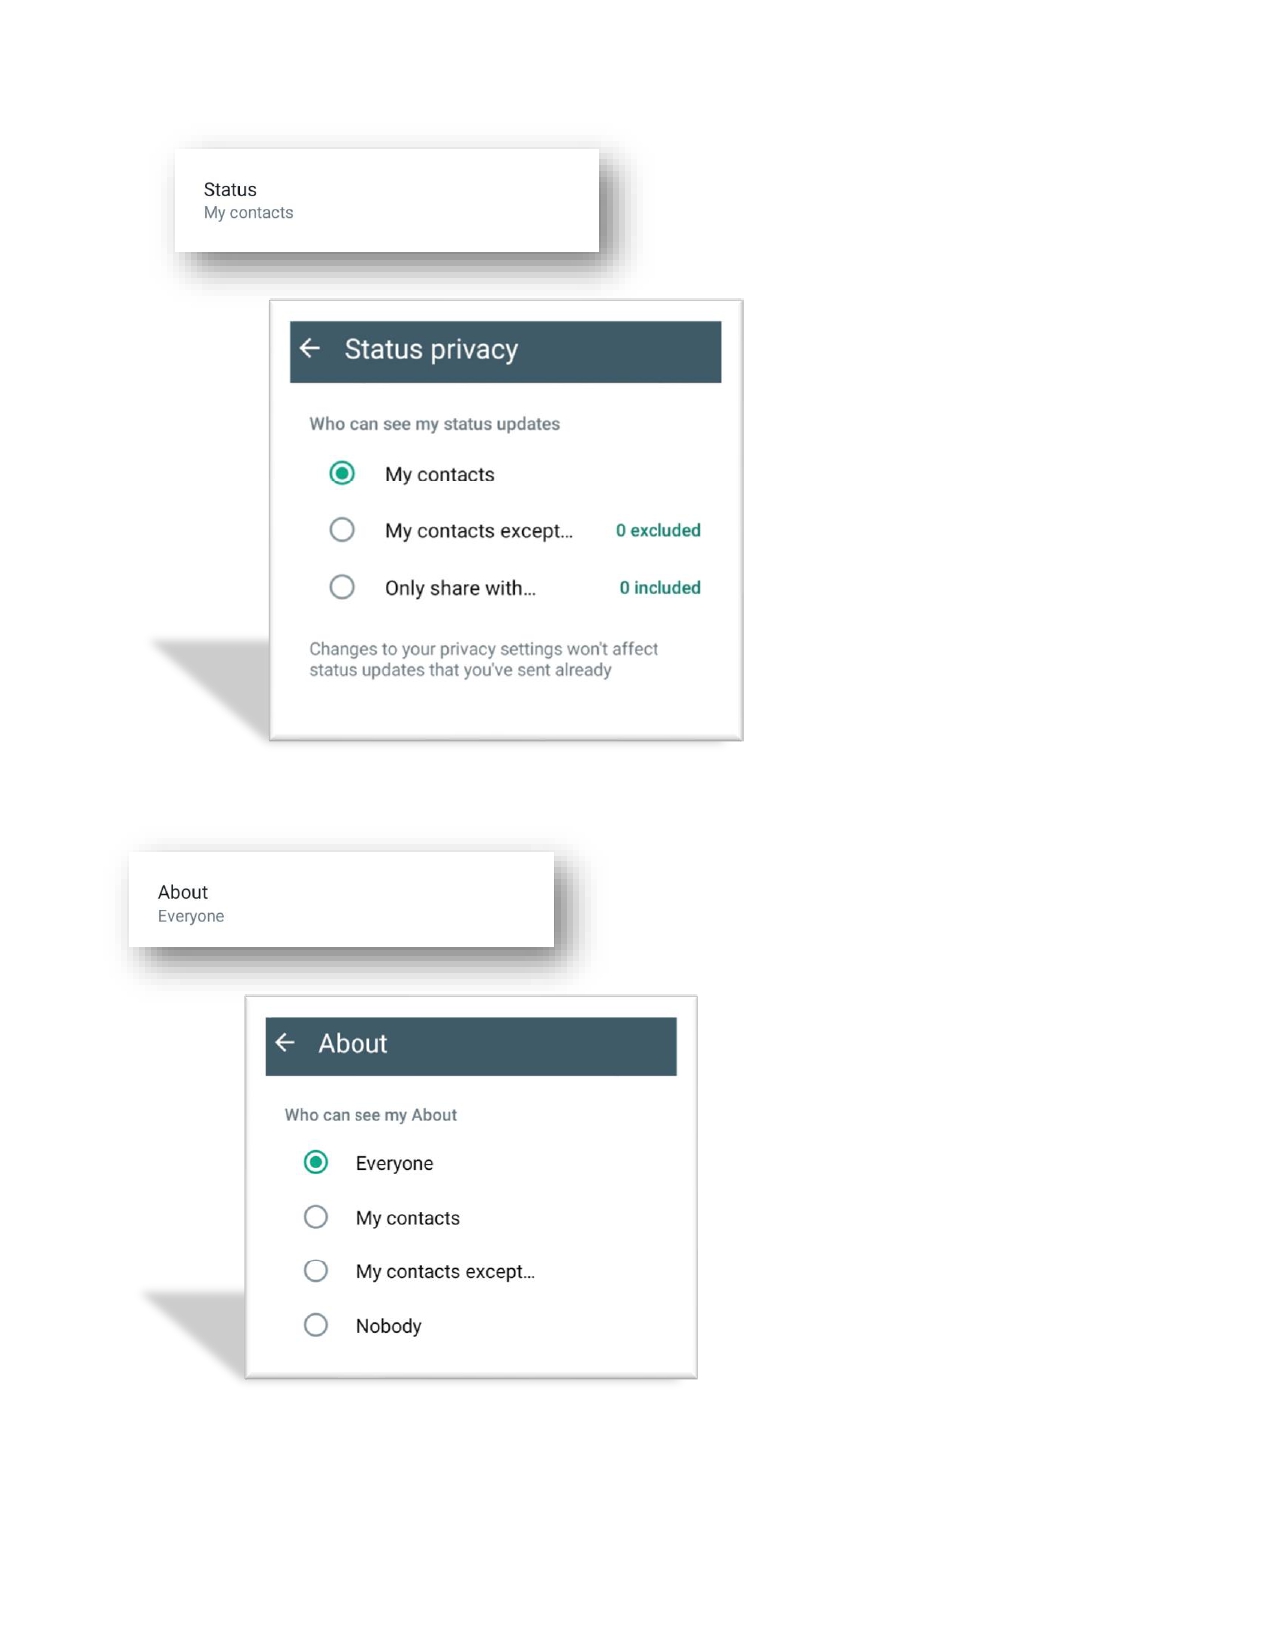 Status
My contacts
Status privacy
Who can see my status updates
My contacts
My contacts except... 0 excluded
Only share with... 0 included
Changes to your privacy settings won't affect
status updates that you've sent already
About
Everyone
About
Who can see my About
Everyone
My contacts
My contacts except...
Nobody